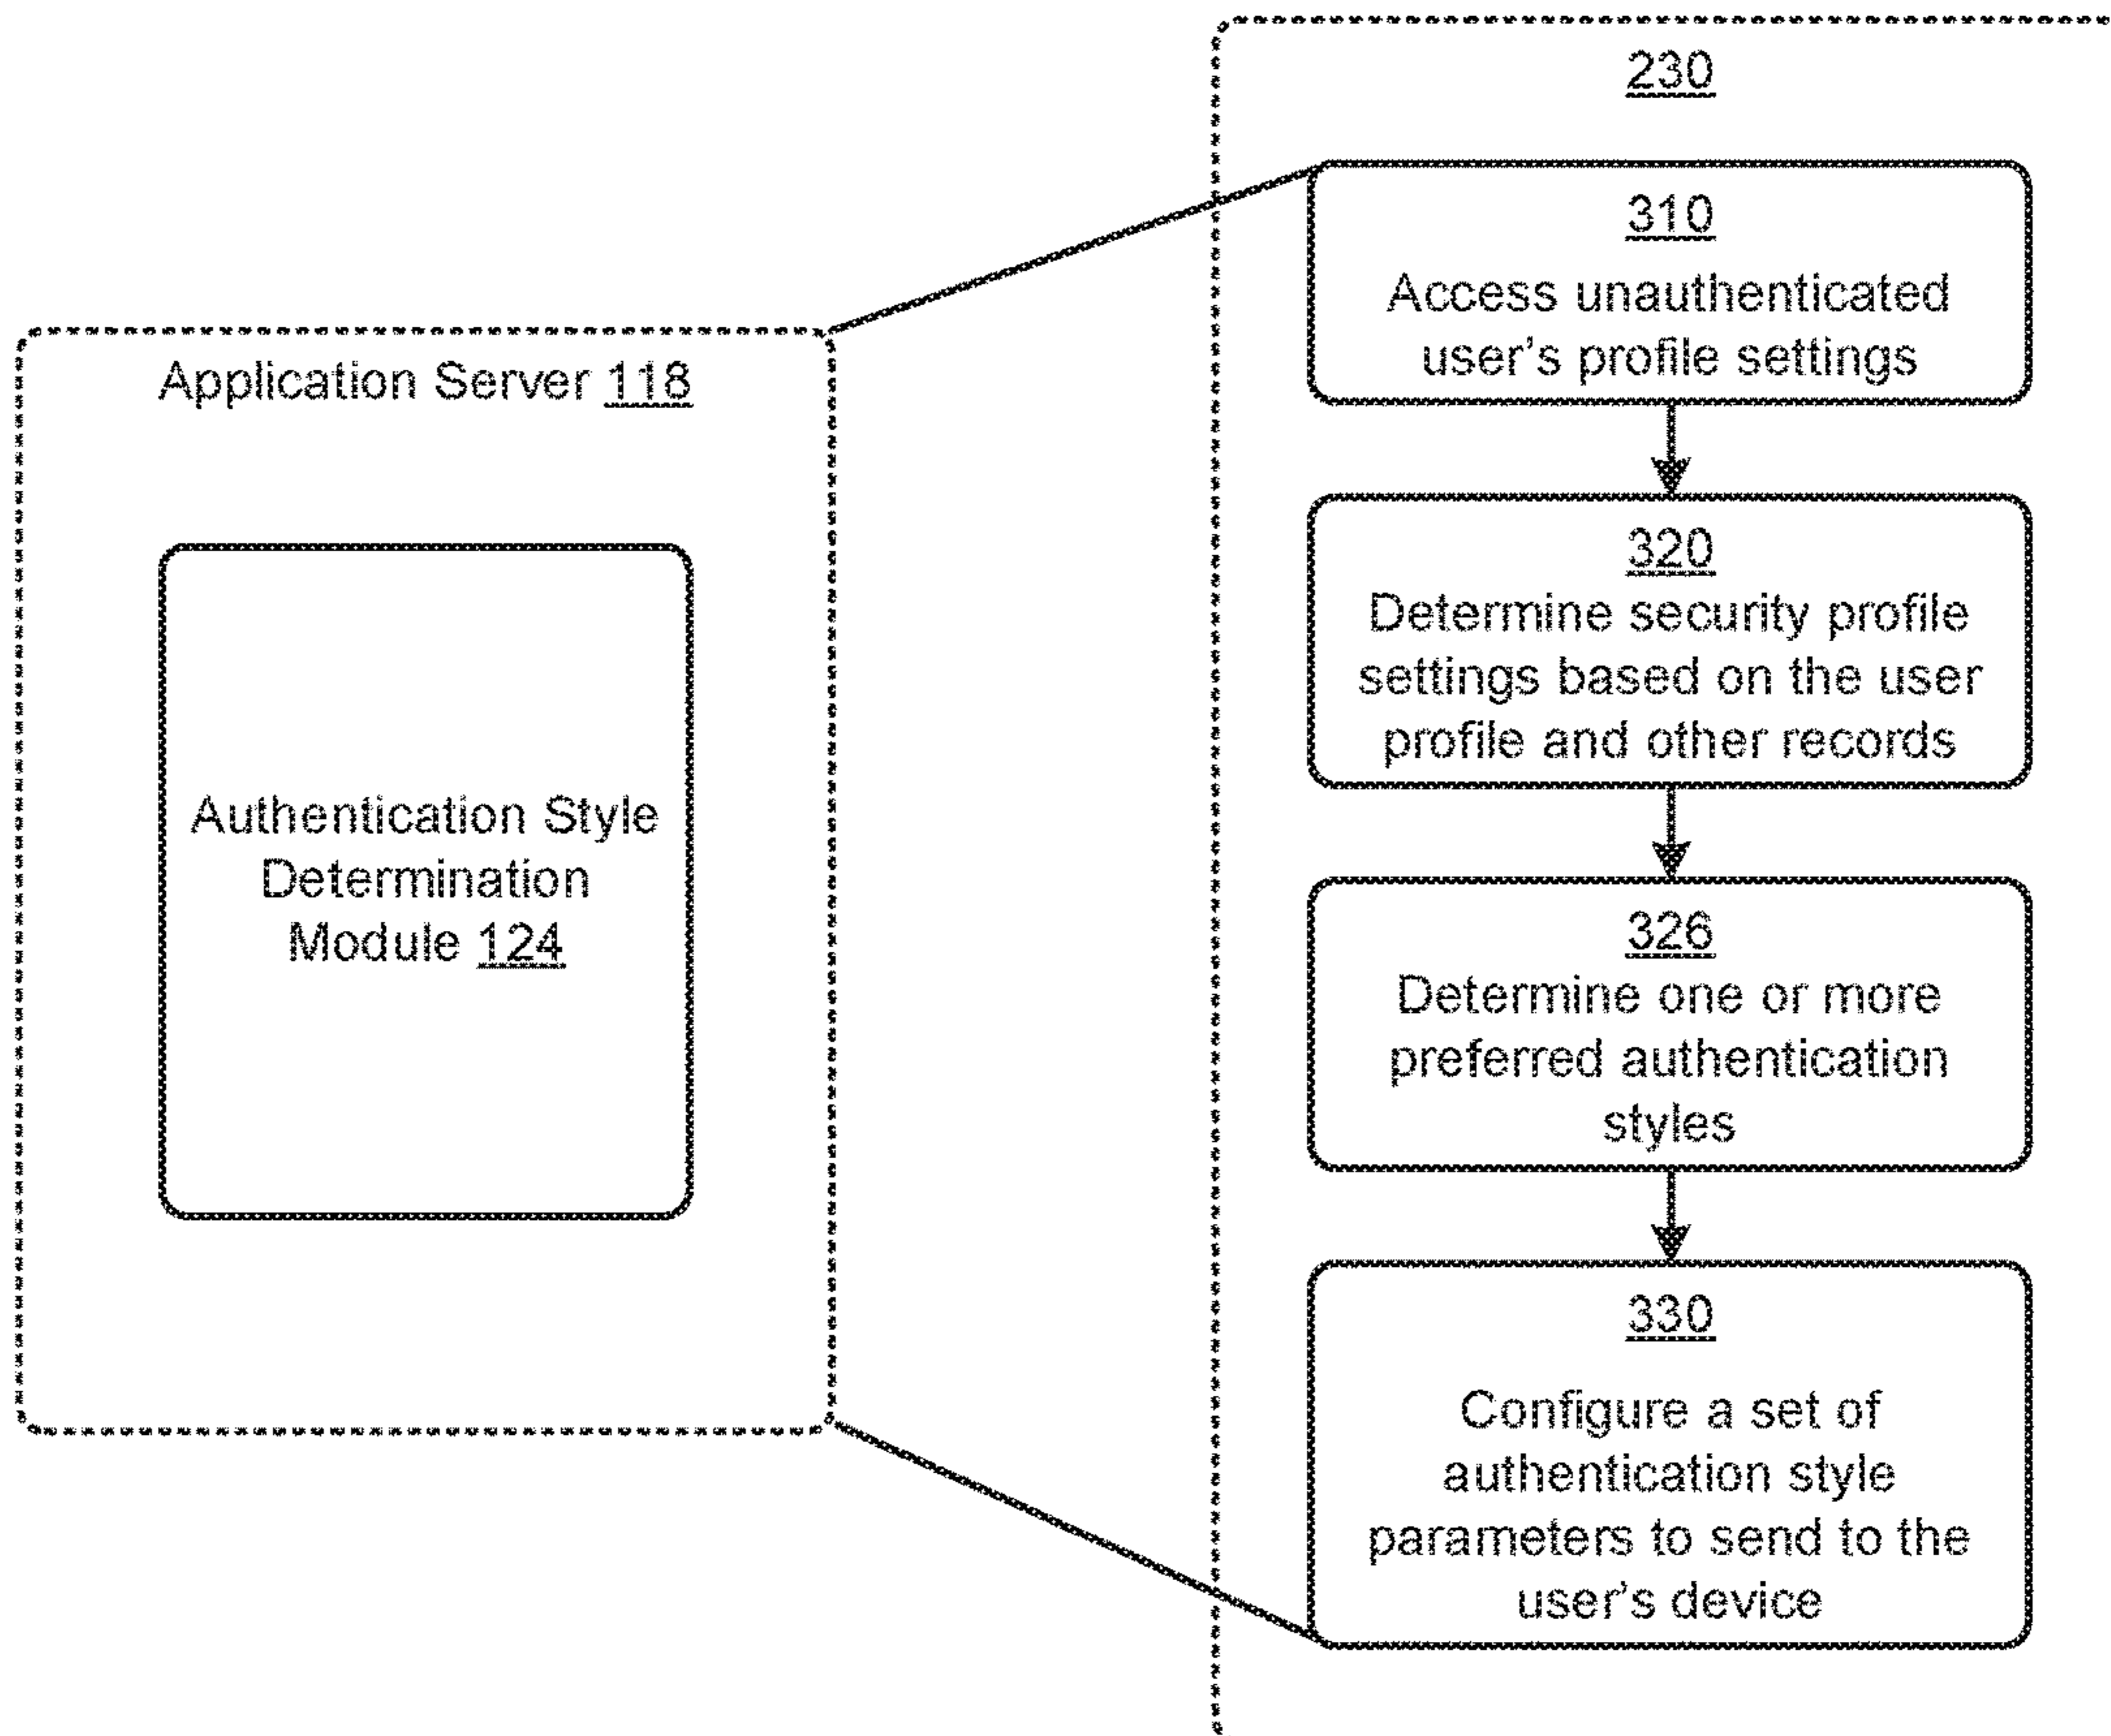 230
310
Access unauthenticated
user's profile settings
Application Server 118
320
Determine security profile
settings based on the user
profile and other records
Authentication Style
Determination
Module 124
326
Determine one or more
preferred authentication
styles
330
Configure a set of
authentication style
parameters to send to the
user's device